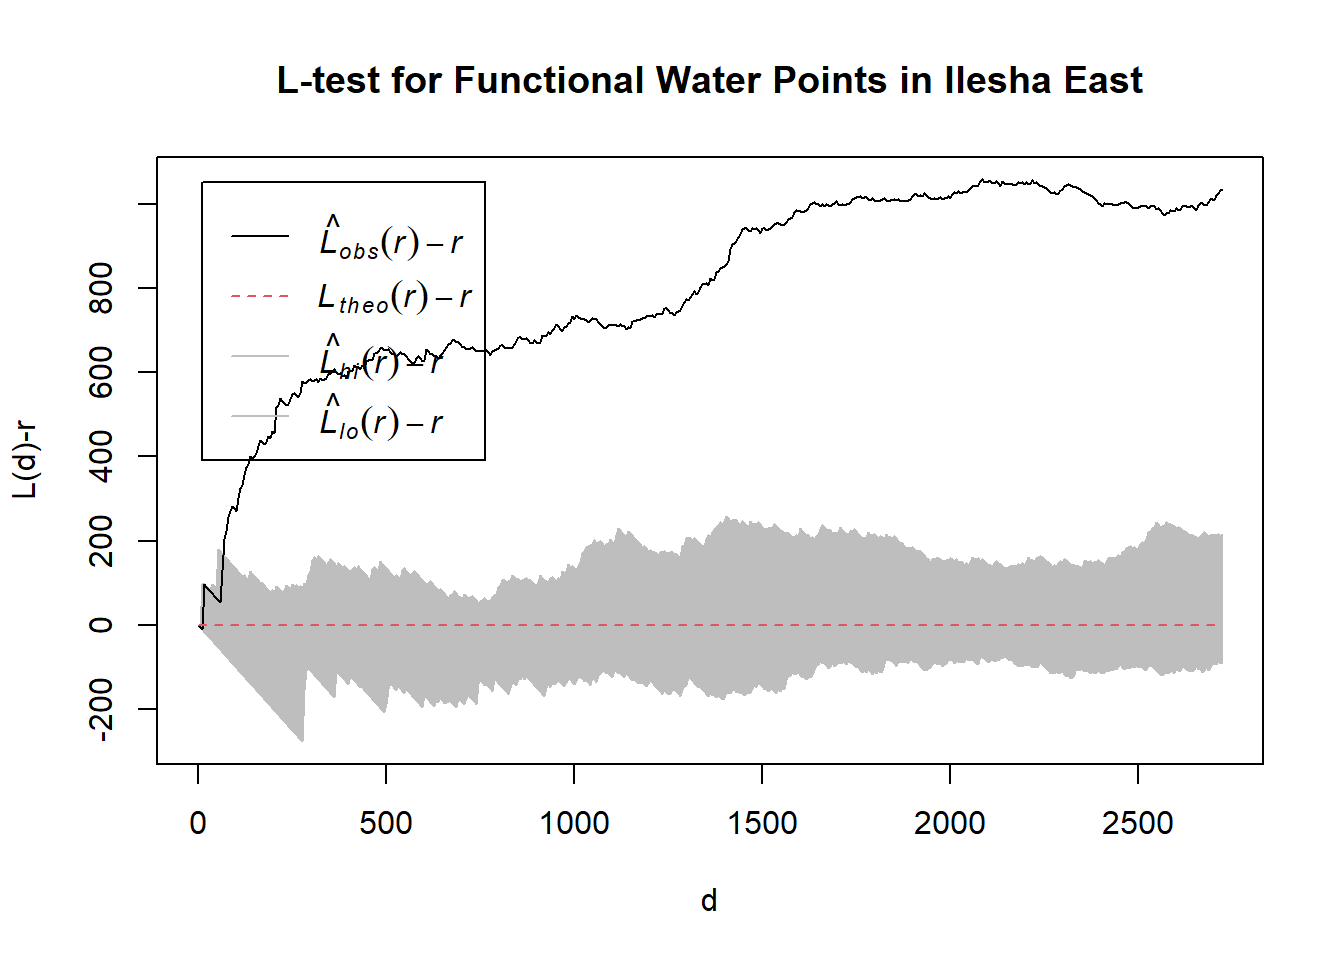 L-test for Functional Water Points in Ilesha East
L̂obs(r) – r
Ltheo(r) – r
L̂hi(r) – r
L̂lo(r) – r
L(d)-r
800
600
400
200
0
-200
0 500 1000 1500 2000 2500
d